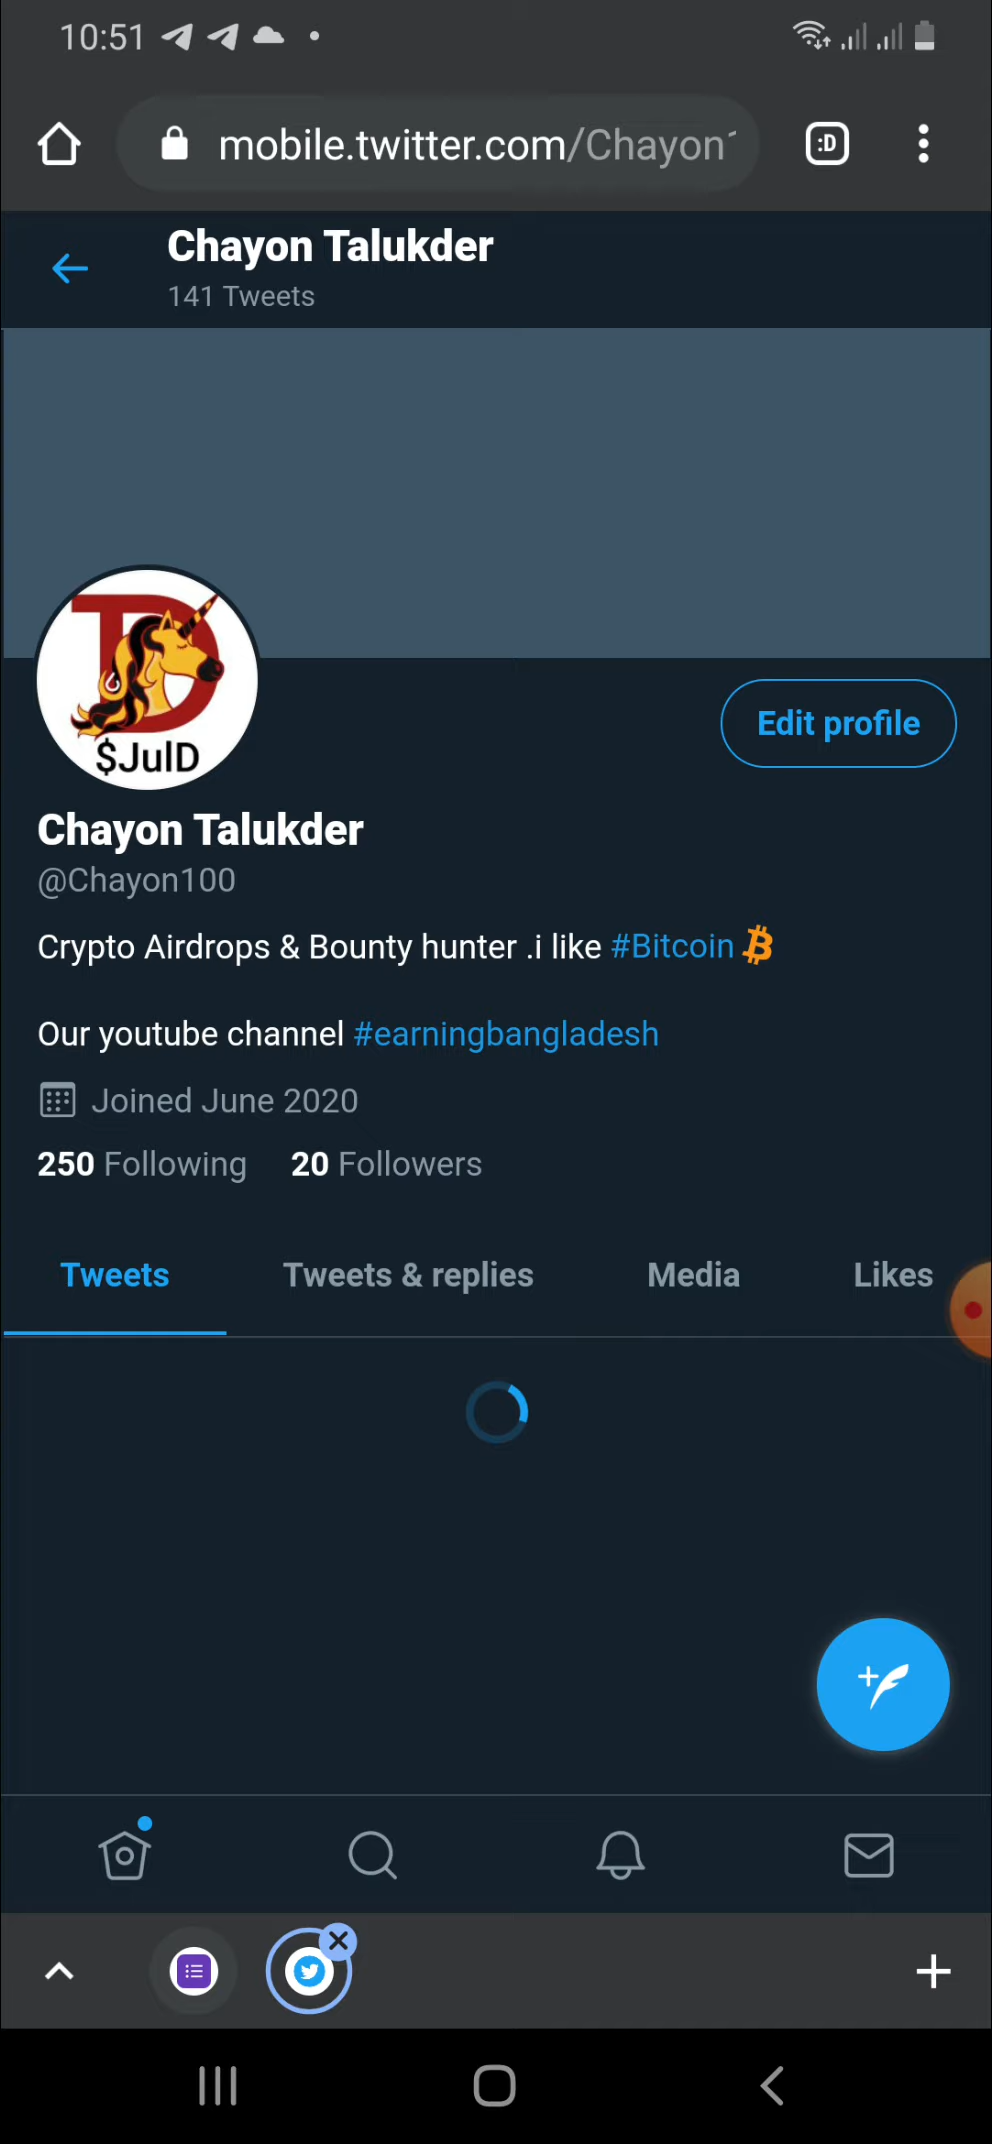 10:51
mobile.twitter.com/Chayon1
:D
Chayon Talukder
141 Tweets
$JulD
Edit profile
Chayon Talukder
@Chayon100
Crypto Airdrops & Bounty hunter .i like #Bitcoin
Our youtube channel #earningbangladesh
Joined June 2020
250 Following 20 Followers
Tweets Tweets & replies Media Likes